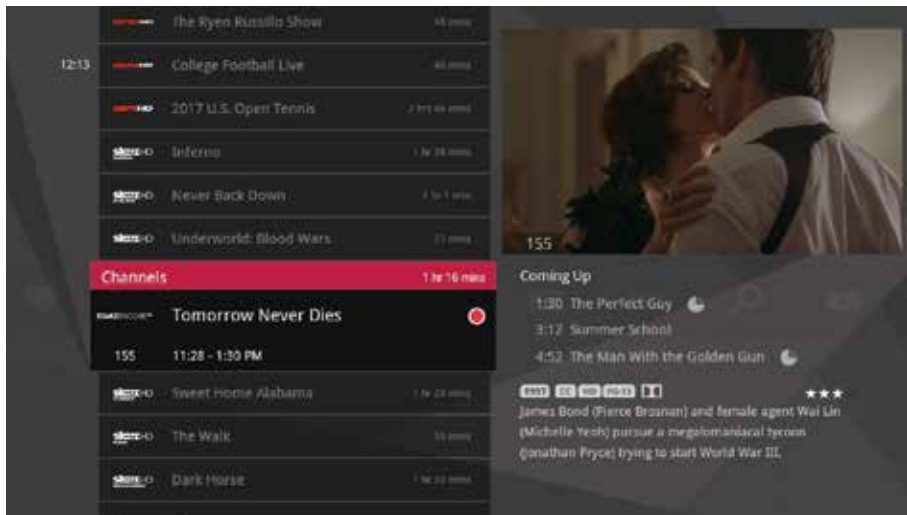 The Ryen Russillo Show
12:13
College Football Live
2017 U.S. Open Tennis
Inferno
Never Back Down
Underworld: Blood Wars
Channels 1 hr 16 mins
Tomorrow Never Dies
155 11:28 - 1:30 PM
Sweet Home Alabama
The Walk
Dark Horse
155
Coming Up
1:30 The Perfect Guy
3:12 Summer School
4:52 The Man With the Golden Gun
CC HD PG-13
James Bond (Pierce Brosnan) and female agent Wai Lin
(Michelle Yeoh) pursue a megalomaniacal tycoon
(Jonathan Pryce) trying to start World War III.